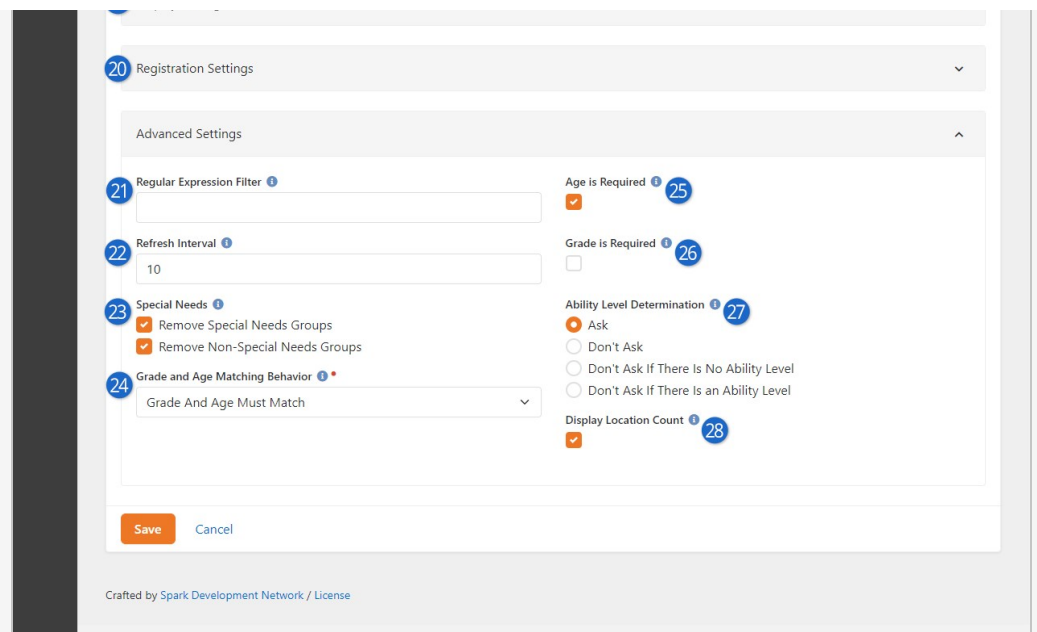 20 Registration Settings
Advanced Settings
21 Regular Expression Filter
22 Refresh Interval
10
23 Special Needs
Remove Special Needs Groups
Remove Non-Special Needs Groups
24 Grade and Age Matching Behavior •
Grade And Age Must Match
Age is Required 25
Grade is Required 26
Ability Level Determination 27
Ask
Don't Ask
Don't Ask If There Is No Ability Level
Don't Ask If There Is an Ability Level
Display Location Count 28
Save Cancel
Crafted by Spark Development Network / License